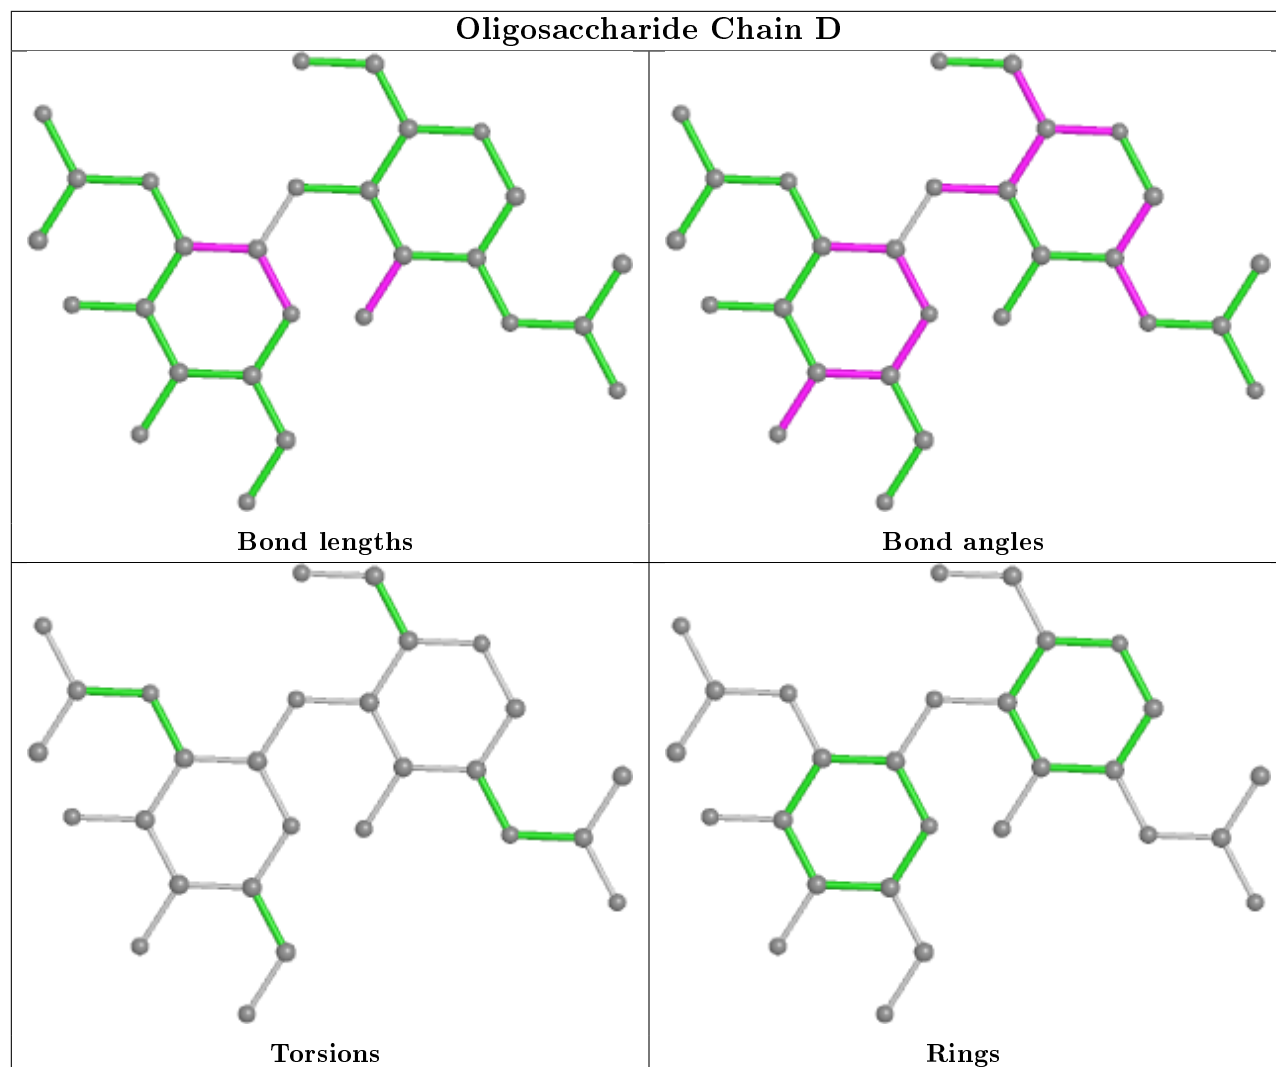 Oligosaccharide Chain D
Bond lengths
Bond angles
Torsions
Rings